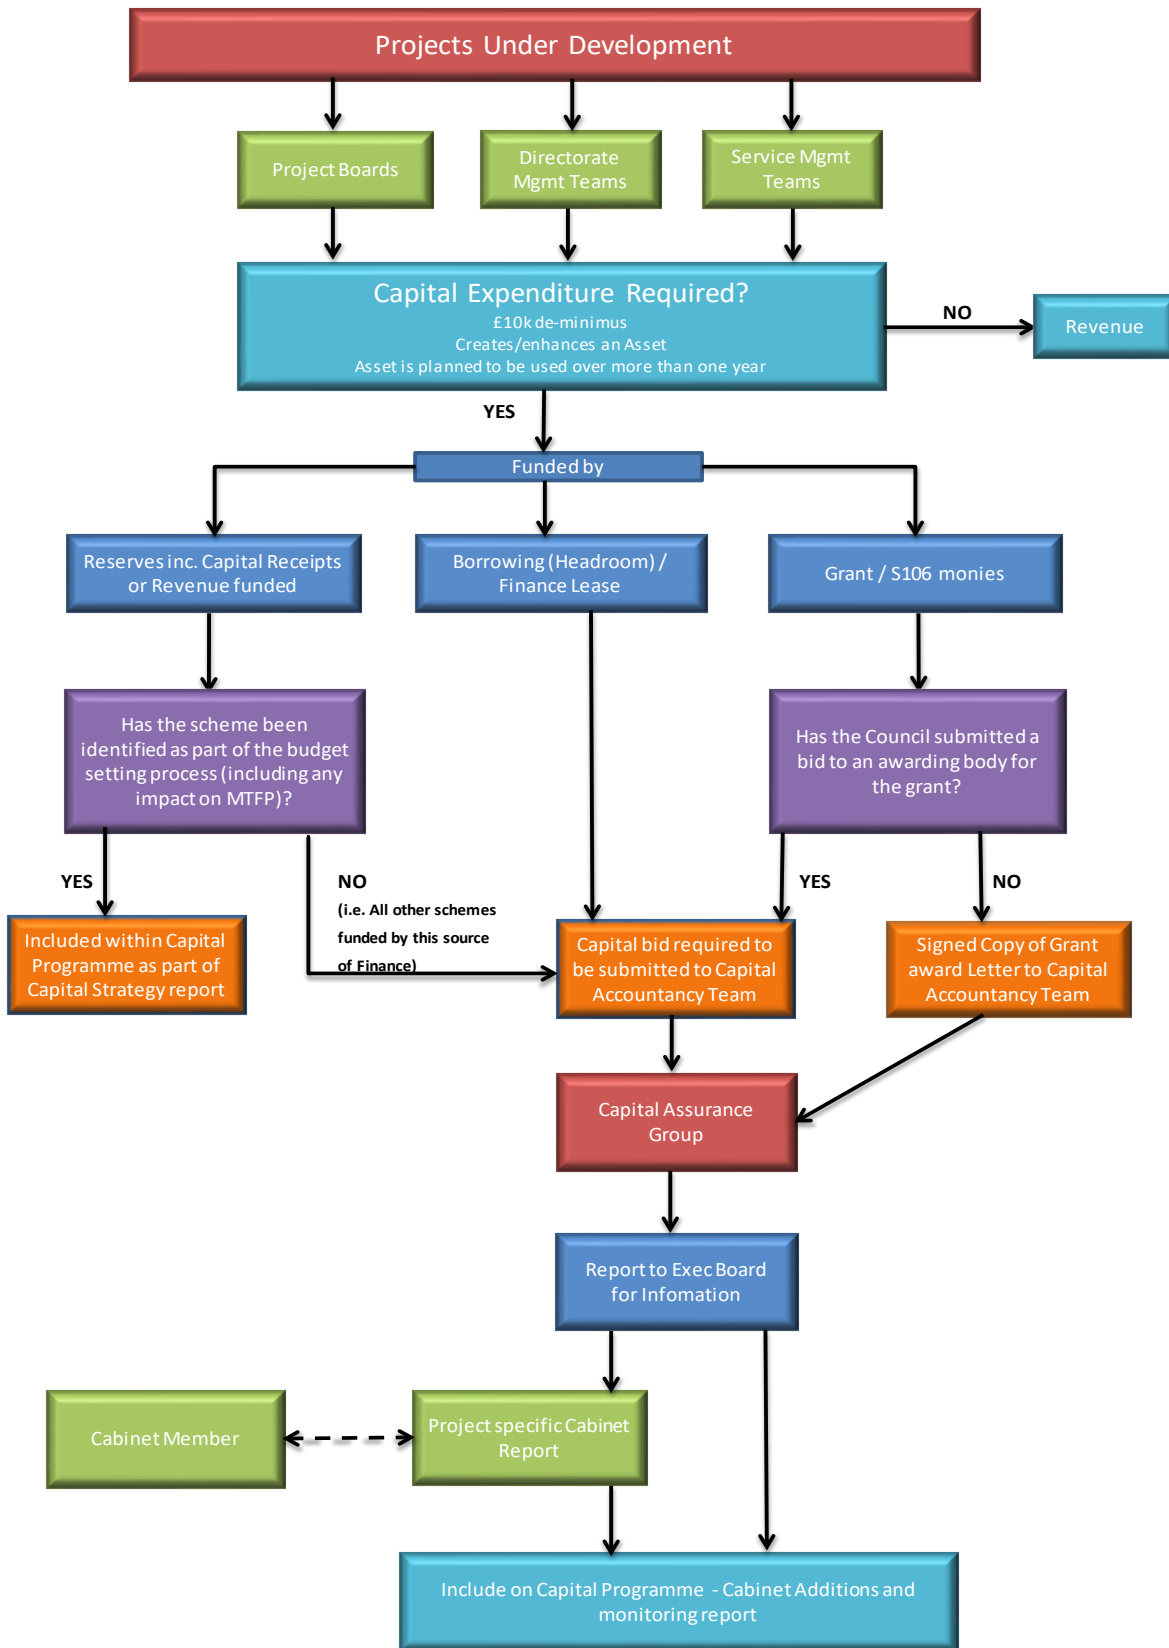 Projects Under Development
Project Boards
Directorate
Mgmt Teams
Service Mgmt
Teams
Capital Expenditure Required?
£10k de-minimus
Creates/enhances an Asset
Asset is planned to be used over more than one year
NO
Revenue
YES
Funded by
Reserves inc. Capital Receipts
or Revenue funded
Borrowing (Headroom) /
Finance Lease
Grant / S106 monies
Has the scheme been
identified as part of the budget
setting process (including any
impact on MTFP)?
Has the Council submitted a
bid to an awarding body for
the grant?
YES
NO
(i.e. All other schemes
funded by this source
of Finance)
YES
NO
Included within Capital
Programme as part of
Capital Strategy report
Capital bid required to
be submitted to Capital
Accountancy Team
Signed Copy of Grant
award Letter to Capital
Accountancy Team
Capital Assurance
Group
Report to Exec Board
for Infomation
Cabinet Member
Project specific Cabinet
Report
Include on Capital Programme - Cabinet Additions and
monitoring report